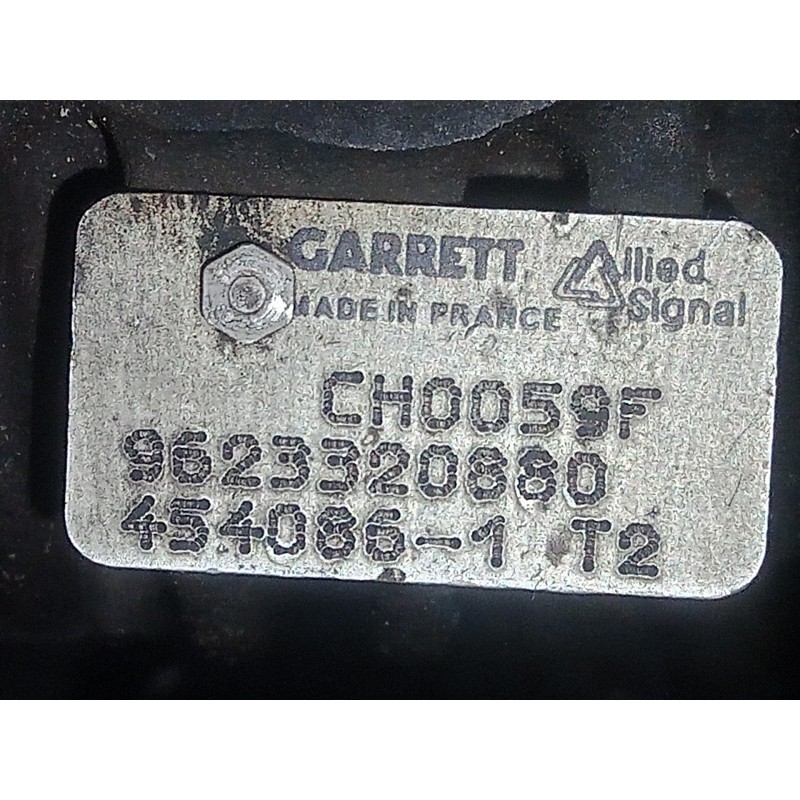 GARRETT
Allied Signal
MADE IN FRANCE
CH0059F
9623320880
454086-1 T2